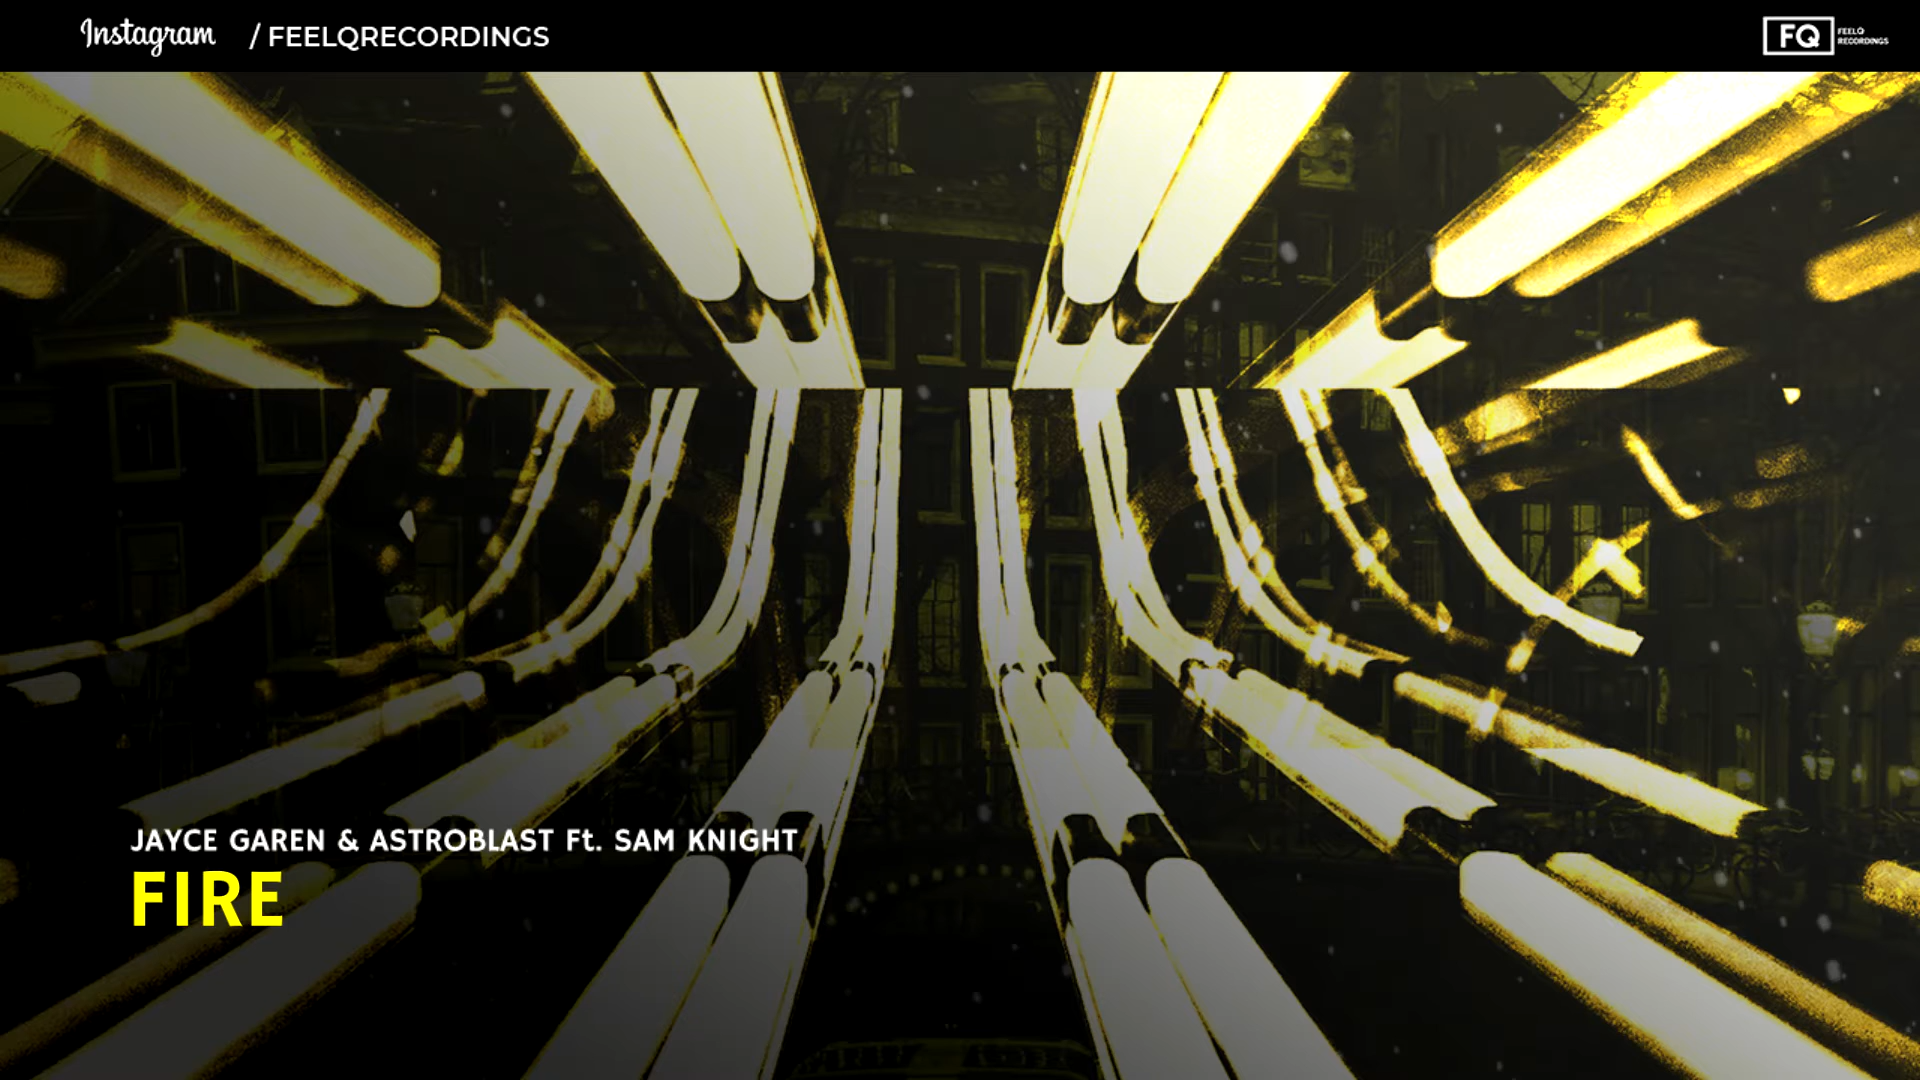 Instagram / FEELQRECORDINGS
FQ FEELQ
RECORDINGS
JAYCE GAREN & ASTROBLAST Ft. SAM KNIGHT
FIRE